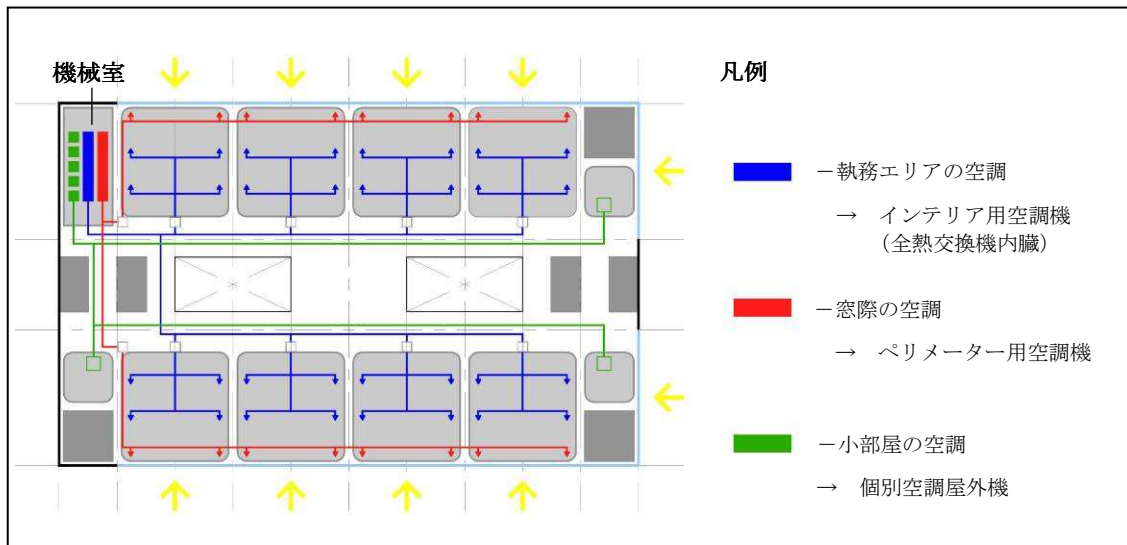 機械室
凡例
－執務エリアの空調
→ インテリア用空調機
（全熱交換機内臓）
－窓際の空調
→ ペリメーター用空調機
－小部屋の空調
→ 個別空調屋外機